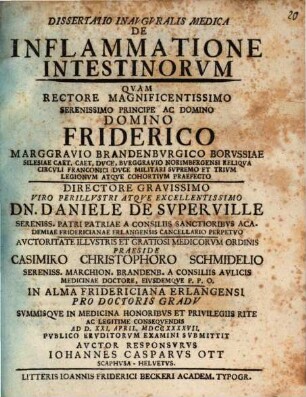 20
DISSERTATIO INAVGVRALIS MEDICA
DE
INFLAMMATIONE
INTESTINORVM
QVAM
RECTORE MAGNIFICENTISSIMO
SERENISSIMO PRINCIPE AC DOMINO
DOMINO
FRIDERICO
MARGGRAVIO BRANDENBVRGICO BORVSSIAE
SILESIAE CAET. CAET. DVCE, BVRGGRAVIO NORIMBERGENSI RELIQVA
CIRCVLI FRANCONICI DVCE MILITARI SVPREMO ET TRIVM
LEGIONVM ATQVE COHORTIVM PRAEFECTO
DIRECTORE GRAVISSIMO
VIRO PERILLVSTRI ATQVE EXCELLENTISSIMO
DN. DANIELE DE SVPERVILLE
SERENISS. PATRI PATRIAE A CONSILIIS SANCTIORIBVS ACA-
DEMIAE FRIDERICIANAE ERLANGENSIS CANCELLARIO PERPETVO
AVCTORITATE ILLVSTRIS ET GRATIOSI MEDICORVM ORDINIS
PRAESIDE
CASIMIRO CHRISTOPHORO SCHMIDELIO
SERENISS. MARCHION. BRANDENB. A CONSILIIS AVLICIS
MEDICINAE DOCTORE, EIVSDEMQVE P. P. O.
IN ALMA FRIDERICIANA ERLANGENSI
PRO DOCTORIS GRADV
SVMMISQVE IN MEDICINA HONORIBVS ET PRIVILEGIIS RITE
AC LEGITIME CONSEQVENDIS
AD D. XXI. APRIL. MDCCXXXXVII.
PVBLICO ERVDITORVM EXAMINI SVBMITTIT
AVCTOR RESPONSVRVS
IOHANNES CASPARVS OTT
SCAPHVSA - HELVETVS.
LITTERIS IOANNIS FRIDERICI BECKERI ACADEM. TYPOGR.